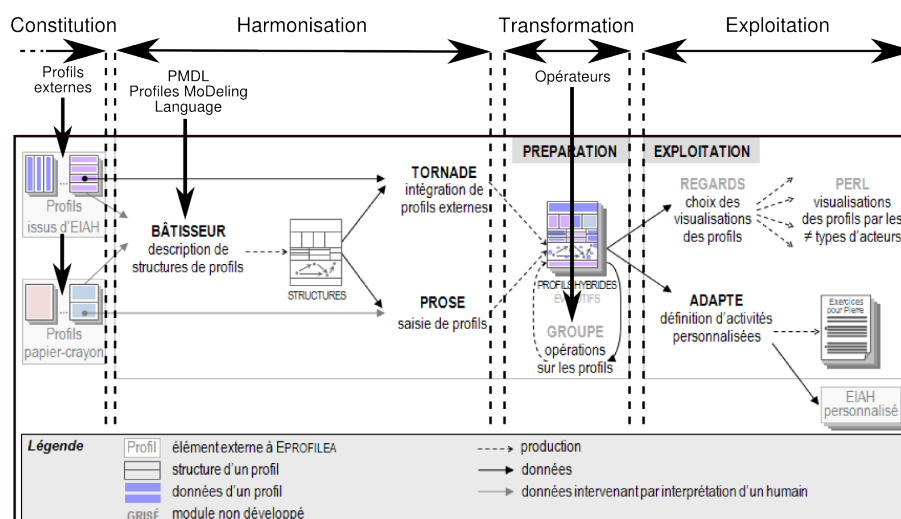 Constitution
Harmonisation
Transformation
Exploitation
Profils
externes
PMDL
Profiles MoDeling
Language
Opérateurs
PREPARATION
EXPLOITATION
...
Profils
issus d'EIAH
TORNADE
intégration de
profils externes
REGARDS
choix des
visualisations
des profils
PERL
visualisations
des profils par les
≠ types d'acteurs
BÂTISSEUR
description de
structures de profils
STRUCTURES
PROFILS HYBRIDES
ÉVOLUTIFS
...
Profils
papier-crayon
PROSE
saisie de profils
GROUPE
opérations
sur les profils
ADAPTE
définition d'activités
personnalisées
Exercices
pour Pierre
EIAH
personnalisé
Légende
Profil
élément externe à EPROFILEA
structure d'un profil
données d'un profil
GRISÉ
module non développé
production
données
données intervenant par interprétation d'un humain